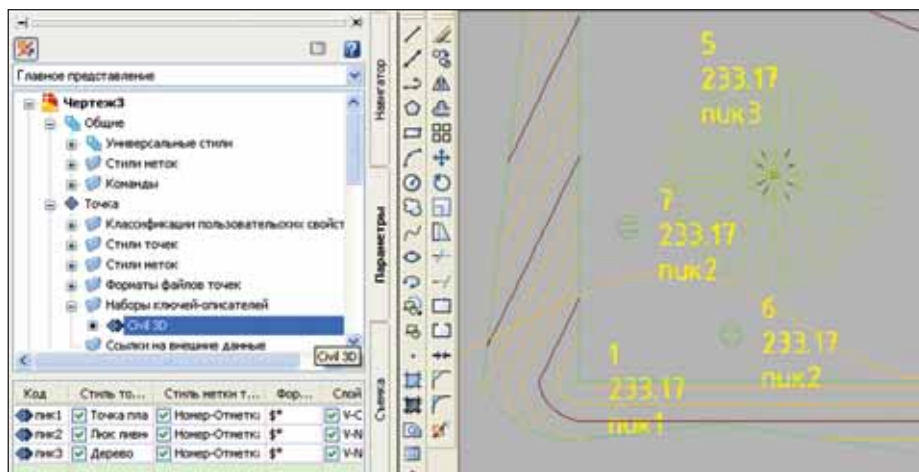 Главное представление
Чертеж3
Общие
Универсальные стили
Стили меток
Команды
Точка
Классификации пользовательских свойст
Стили точек
Стили меток
Форматы файлов точек
Наборы ключей-описателей
Civil 3D
Ссылки на внешние данные
Civil 3D
Код Стиль то... Стиль метки т... Фор... Слой
пик1 Точка пла Номер-Отметк: $* V-C
пик2 Люк ливн Номер-Отметк: $* V-N
пик3 Дерево Номер-Отметк: $* V-N
Навигатор
Параметры
Съемка
5
233.17
пик3
7
233.17
пик2
6
233.17
пик2
1
233.17
пик1